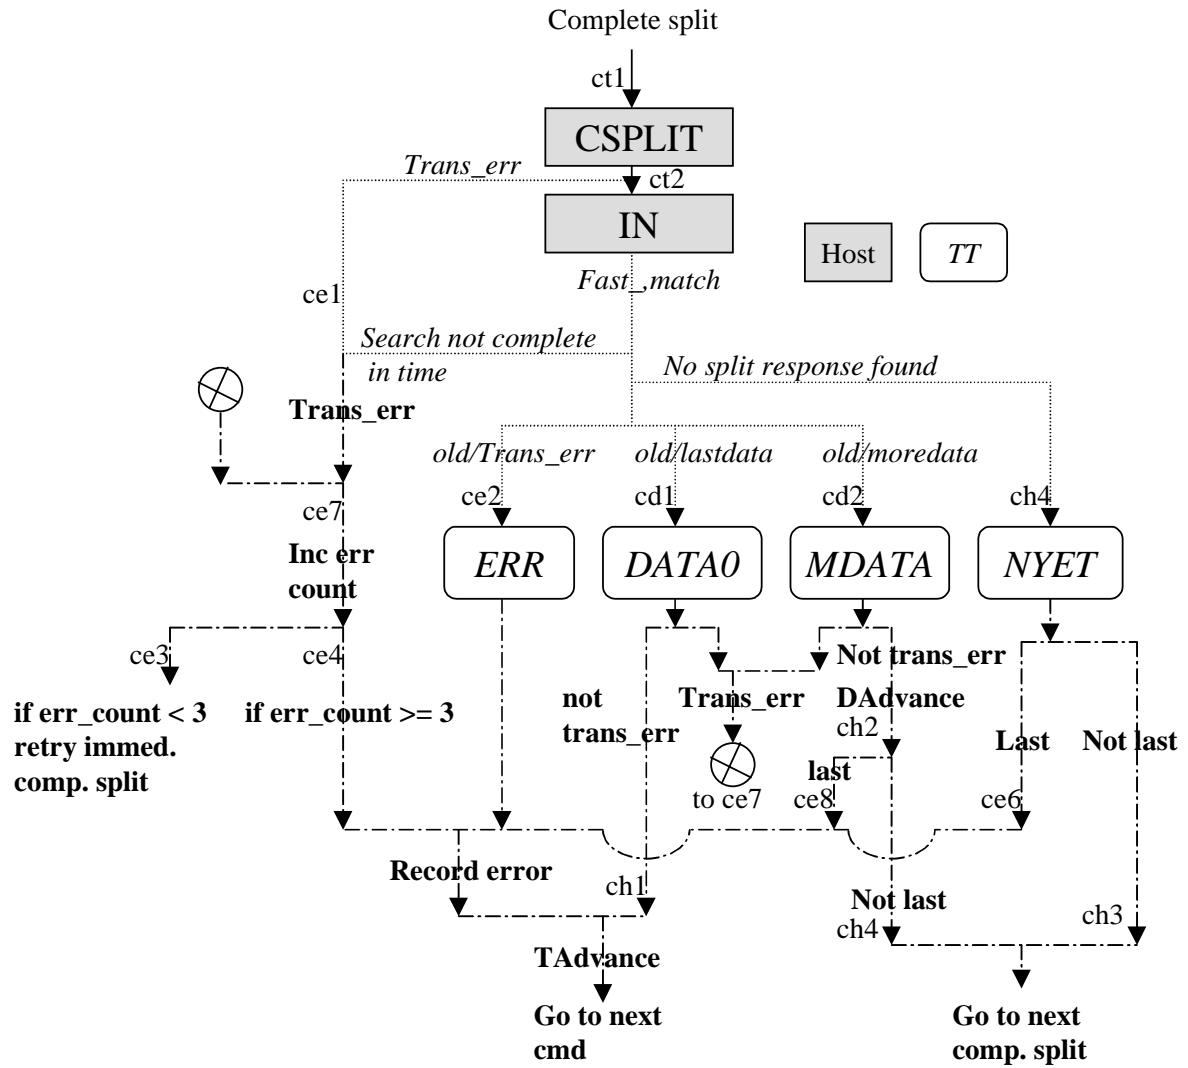 Complete split
ct1
CSPLIT
Trans_err
ct2
IN
Host
TT
Fast_,match
ce1
Search not complete
in time
No split response found
Trans_err
old/Trans_err
old/lastdata
old/moredata
ce2
cd1
cd2
ch4
ce7
ERR
DATA0
MDATA
NYET
Inc err
count
ce3
ce4
Not trans_err
if err_count < 3
retry immed.
comp. split
if err_count >= 3
not
trans_err
Trans_err
DAdvance
ch2
Last
Not last
last
to ce7
ce8
ce6
Record error
ch1
Not last
ch4
ch3
TAdvance
Go to next
cmd
Go to next
comp. split